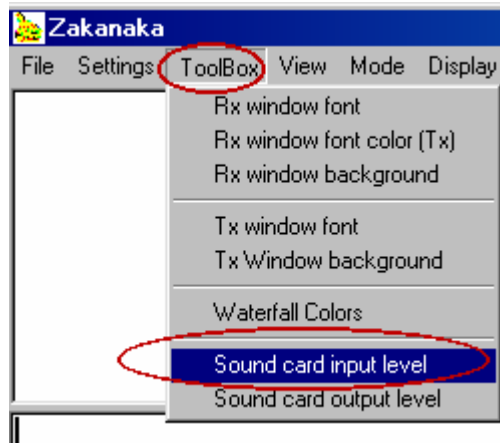 Zakanaka
File Settings ToolBox View Mode Display
Rx window font
Rx window font color (Tx)
Rx window background
Tx window font
Tx Window background
Waterfall Colors
Sound card input level
Sound card output level